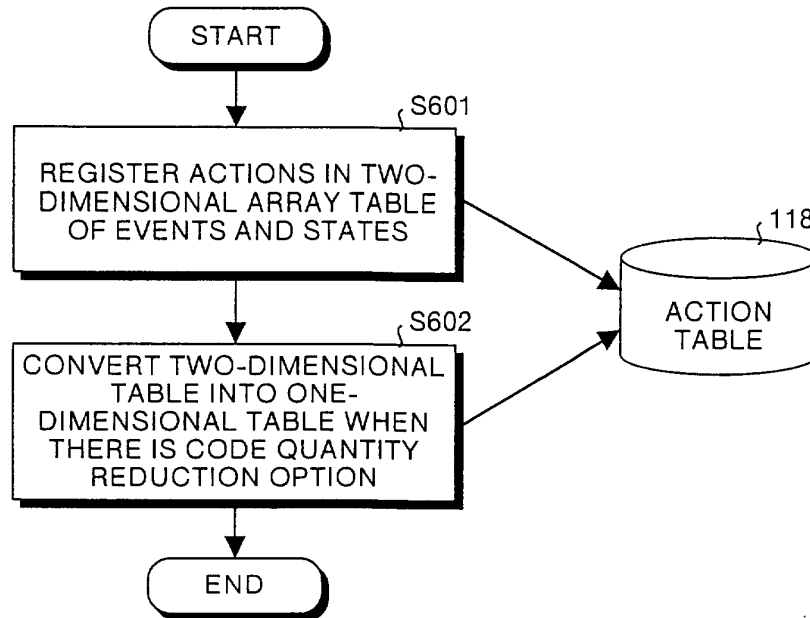 START
S601
REGISTER ACTIONS IN TWO-
DIMENSIONAL ARRAY TABLE
OF EVENTS AND STATES
118
ACTION
TABLE
S602
CONVERT TWO-DIMENSIONAL
TABLE INTO ONE-
DIMENSIONAL TABLE WHEN
THERE IS CODE QUANTITY
REDUCTION OPTION
END